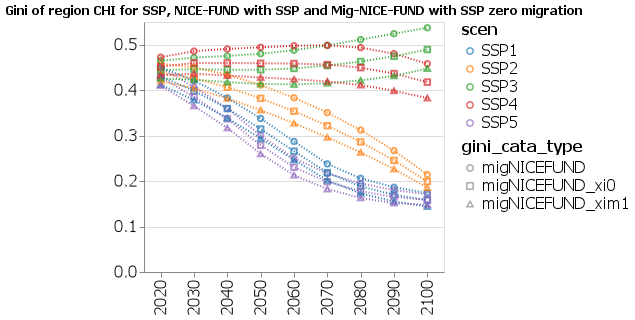 Gini of region CHI for SSP, NICE-FUND with SSP and Mig-NICE-FUND with SSP zero migration
0.5
0.4
0.3
0.2
0.1
0.0
2020
2030
2040
2050
2060
2070
2080
2090
2100
scen
SSP1
SSP2
SSP3
SSP4
SSP5
gini_cata_type
migNICEFUND
migNICEFUND_xi0
migNICEFUND_xim1